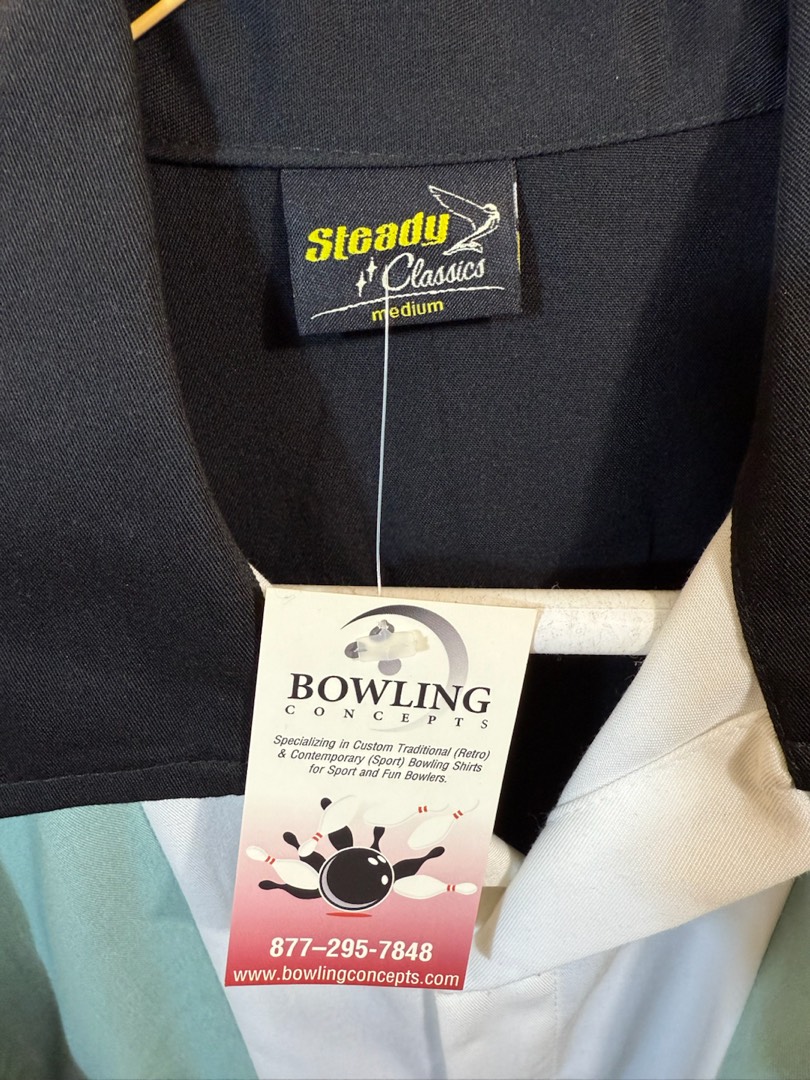 Steady
Classics
medium
BOWLING
CONCEPTS
Specializing in Custom Traditional (Retro)
& Contemporary (Sport) Bowling Shirts
for Sport and Fun Bowlers.
877-295-7848
www.bowlingconcepts.com